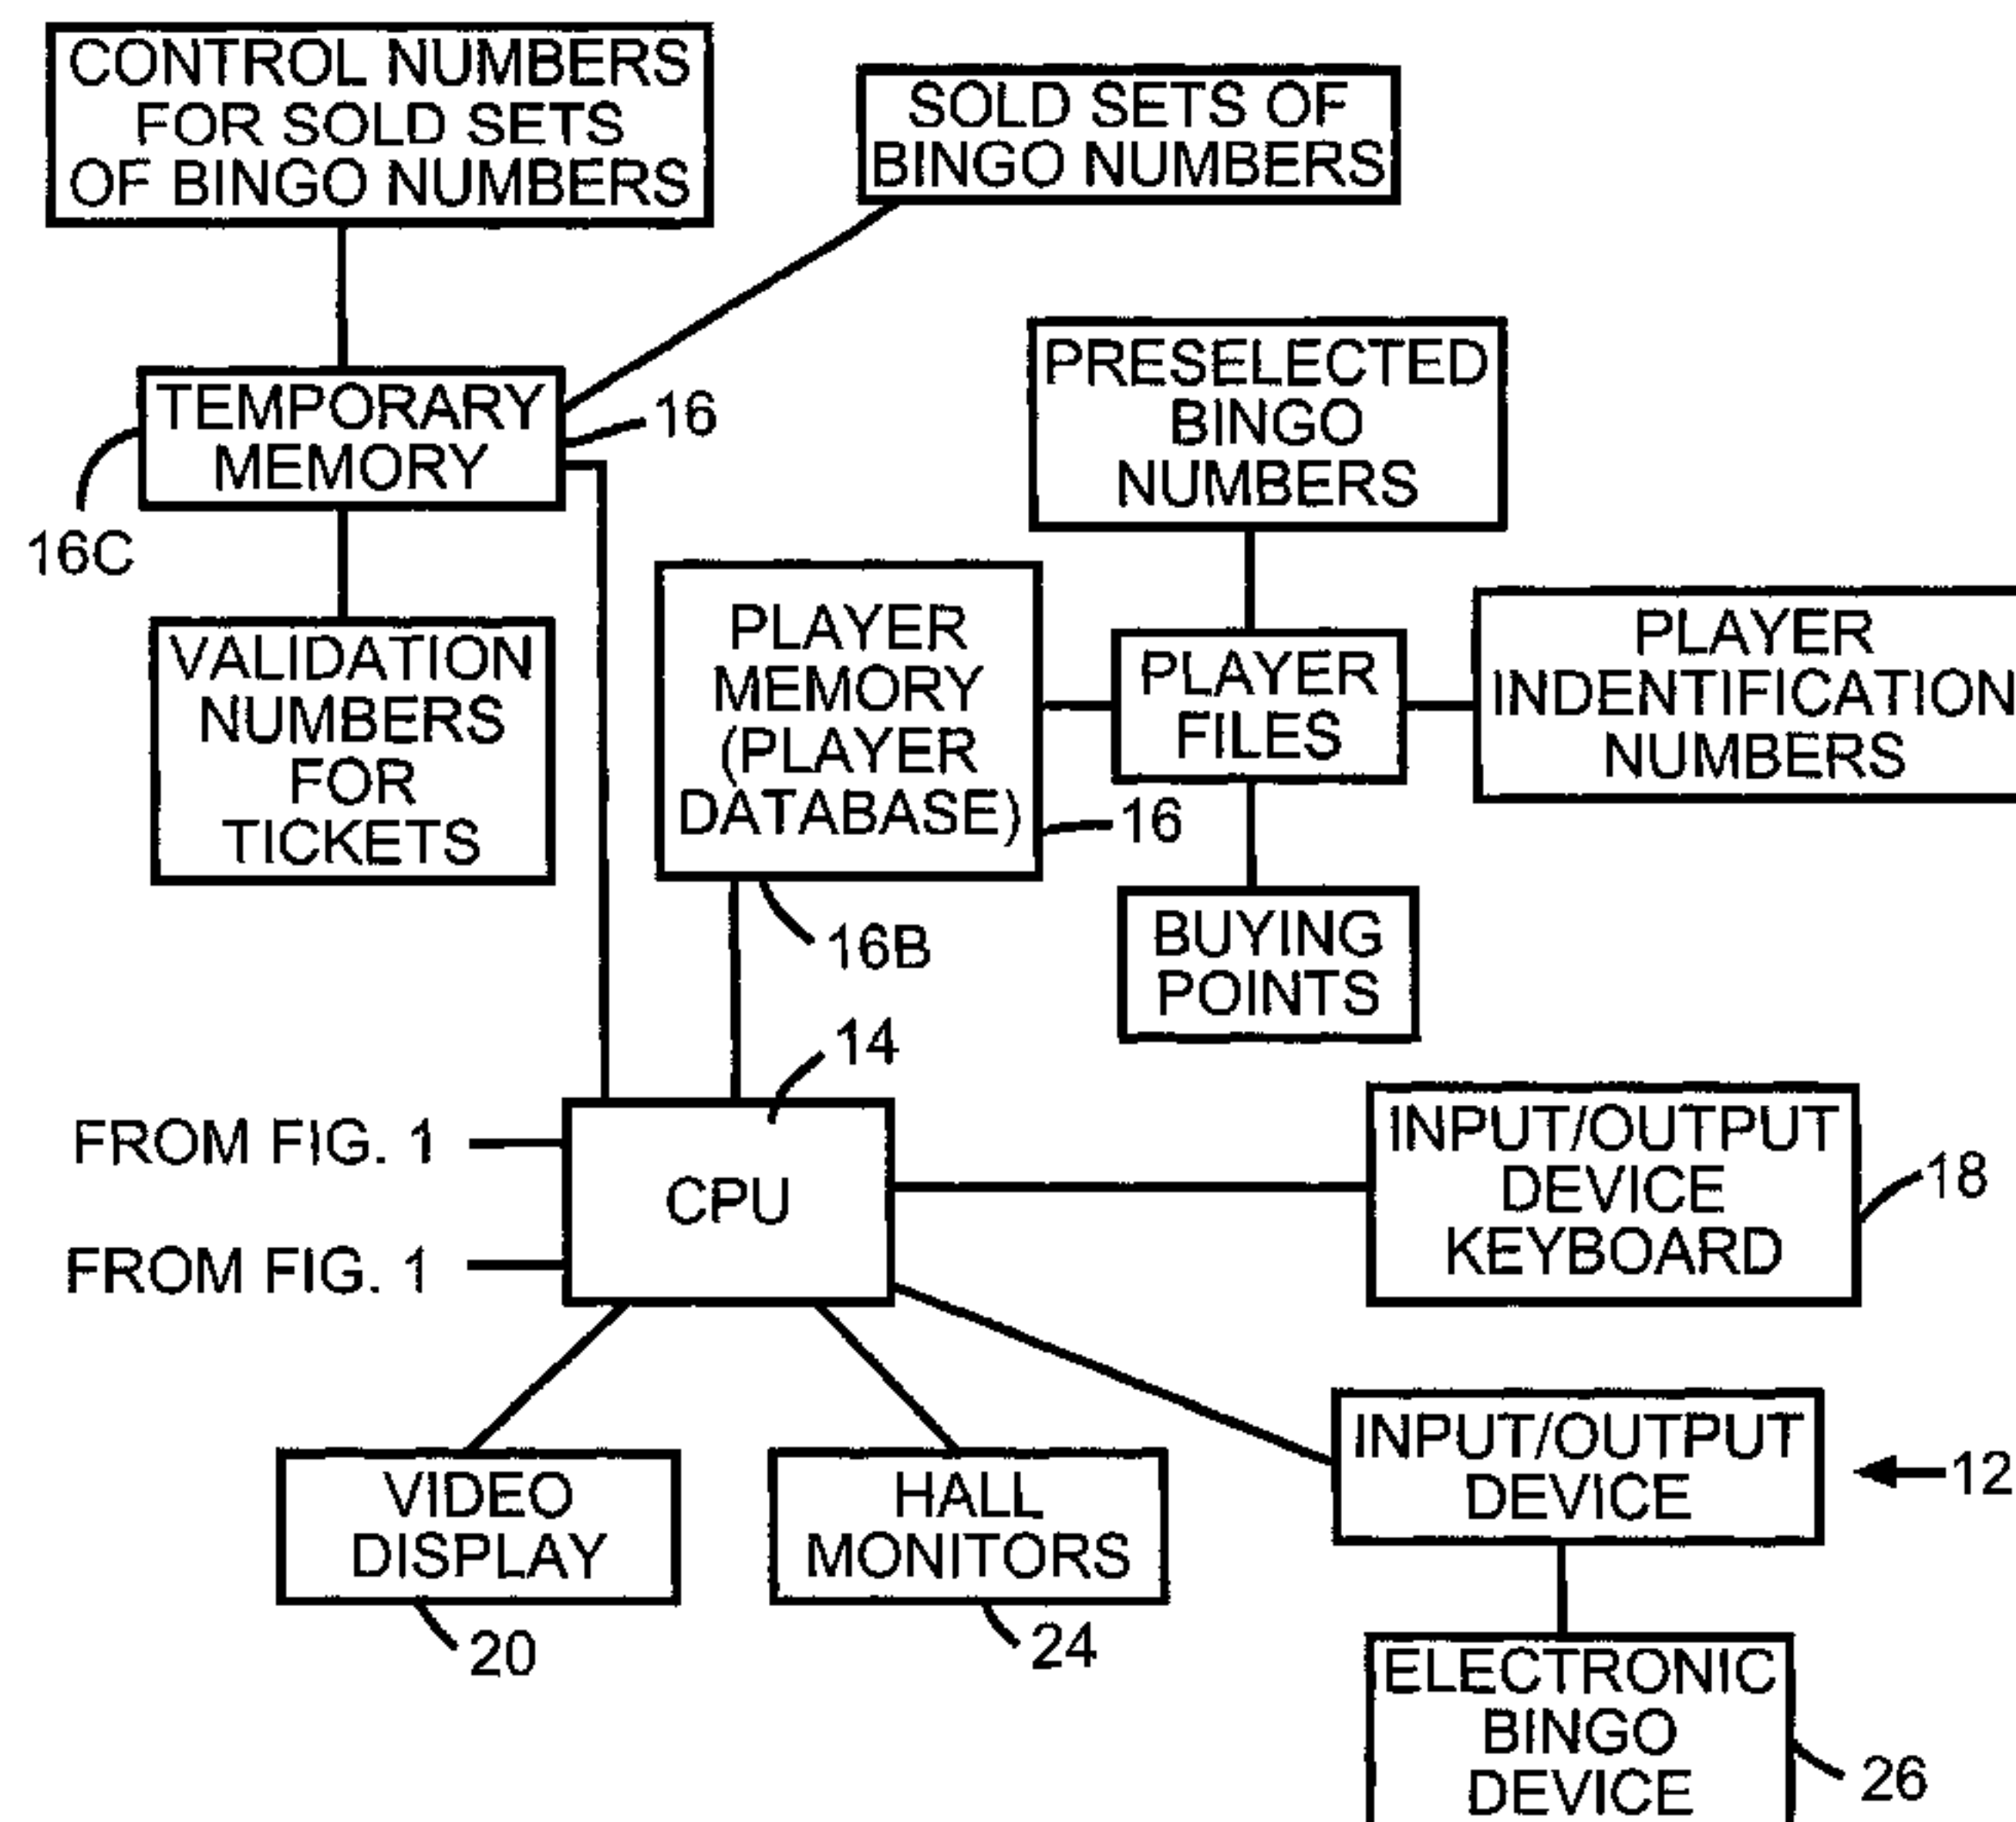 CONTROL NUMBERS
FOR SOLD SETS
OF BINGO NUMBERS
SOLD SETS OF
BINGO NUMBERS
TEMPORARY
MEMORY
16
16C
PRESELECTED
BINGO
NUMBERS
VALIDATION
NUMBERS
FOR
TICKETS
PLAYER
MEMORY
(PLAYER
DATABASE)
16
16B
PLAYER
FILES
PLAYER
INDENTIFICATION
NUMBERS
BUYING
POINTS
14
FROM FIG. 1
FROM FIG. 1
CPU
INPUT/OUTPUT
DEVICE
KEYBOARD
18
VIDEO
DISPLAY
20
HALL
MONITORS
24
INPUT/OUTPUT
DEVICE
12
ELECTRONIC
BINGO
DEVICE
26